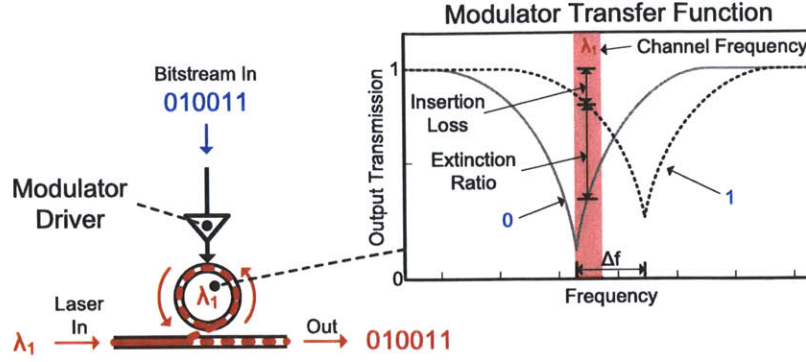 Modulator Transfer Function
λ₁
Channel Frequency
1
Insertion
Loss
Extinction
Ratio
0
1
Output Transmission
0
Δf
Frequency
Bitstream In
010011
Modulator
Driver
λ₁
Laser
In
λ₁
Out
010011